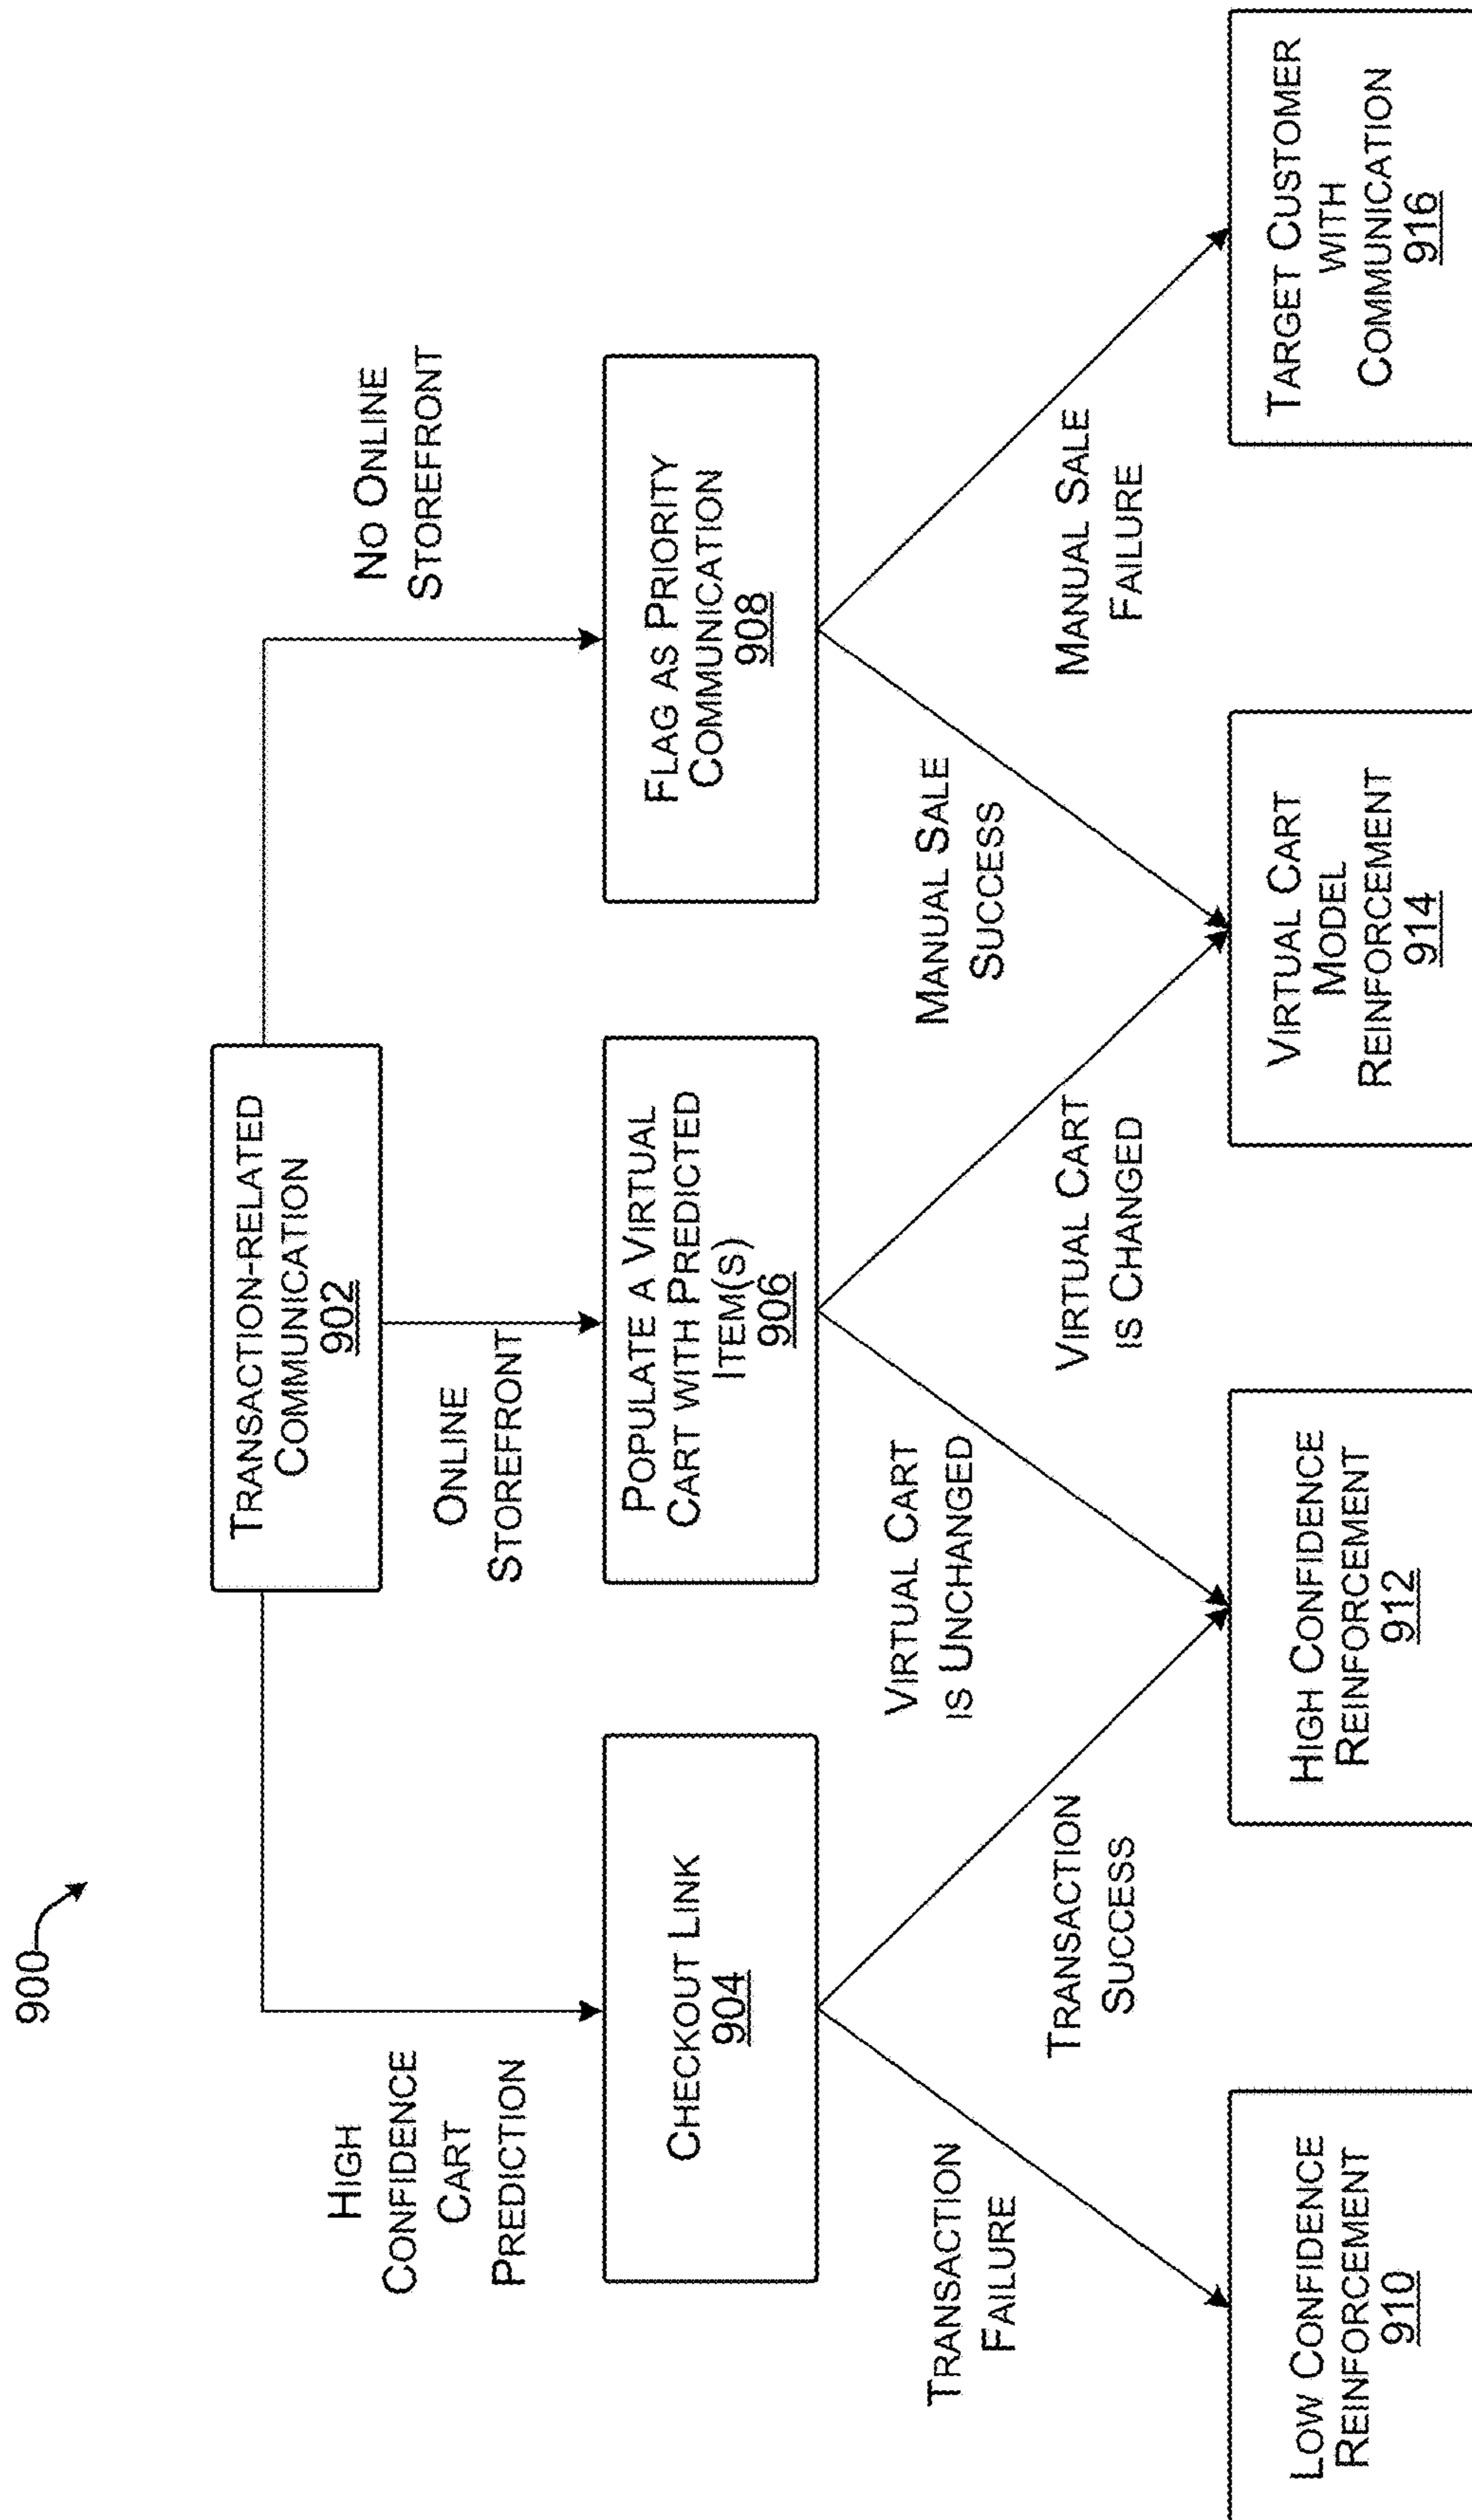 900
TRANSACTION-RELATED
COMMUNICATION
902
HIGH
CONFIDENCE
CART
PREDICTION
ONLINE
STOREFRONT
NO ONLINE
STOREFRONT
CHECKOUT LINK
904
POPULATE A VIRTUAL
CART WITH PREDICTED
ITEM(S)
906
FLAG AS PRIORITY
COMMUNICATION
908
TRANSACTION
FAILURE
TRANSACTION
SUCCESS
VIRTUAL CART
IS UNCHANGED
VIRTUAL CART
IS CHANGED
MANUAL SALE
SUCCESS
MANUAL SALE
FAILURE
LOW CONFIDENCE
REINFORCEMENT
910
HIGH CONFIDENCE
REINFORCEMENT
912
VIRTUAL CART
MODEL
REINFORCEMENT
914
TARGET CUSTOMER
WITH
COMMUNICATION
916